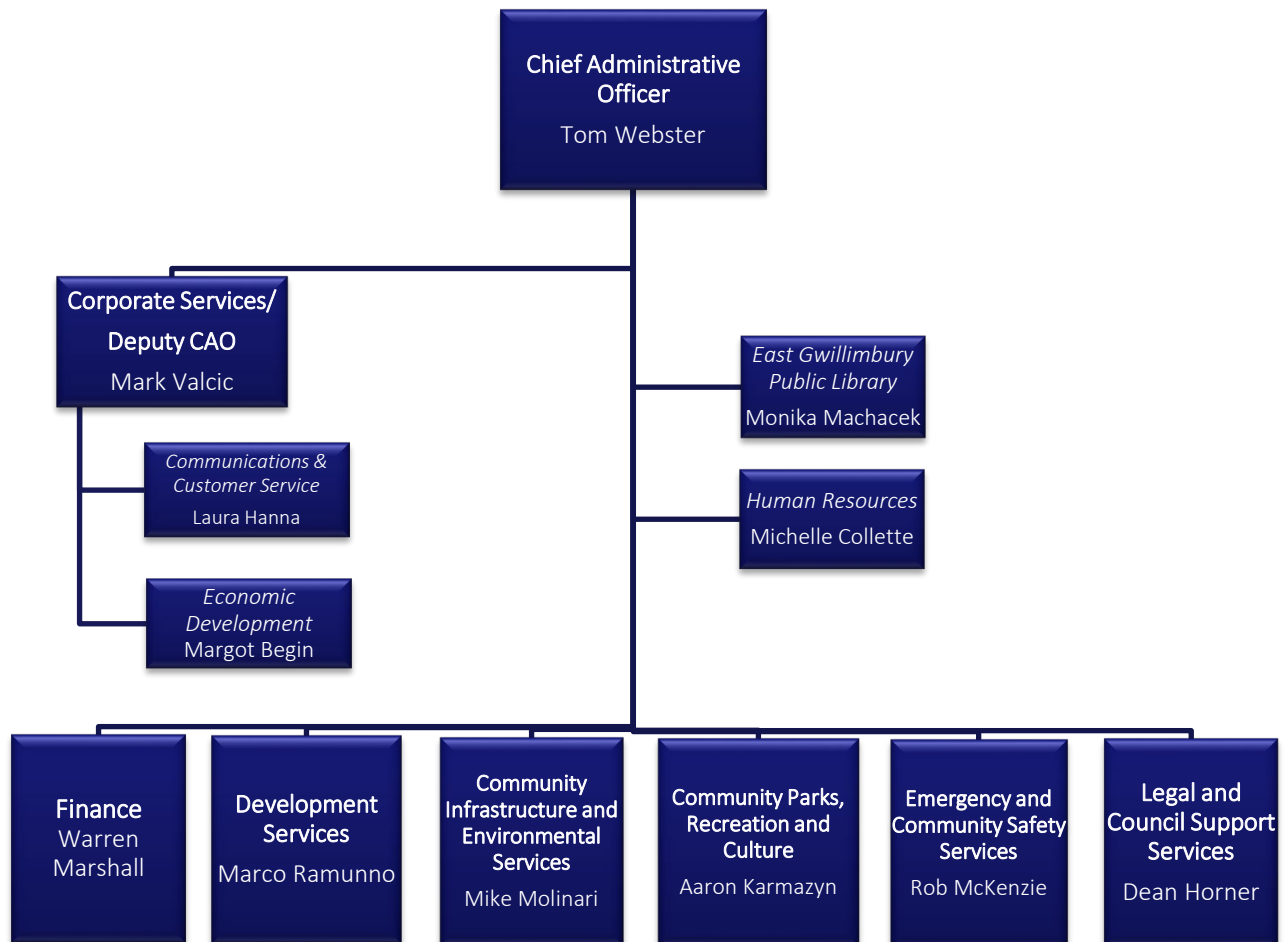 Chief Administrative
Officer
Tom Webster
Corporate Services/
Deputy CAO
Mark Valcic
East Gwillimbury
Public Library
Monika Machacek
Communications &
Customer Service
Laura Hanna
Human Resources
Michelle Collette
Economic
Development
Margot Begin
Finance
Warren
Marshall
Development
Services
Marco Ramunno
Community
Infrastructure and
Environmental
Services
Mike Molinari
Community Parks,
Recreation and
Culture
Aaron Karmazyn
Emergency and
Community Safety
Services
Rob McKenzie
Legal and
Council Support
Services
Dean Horner